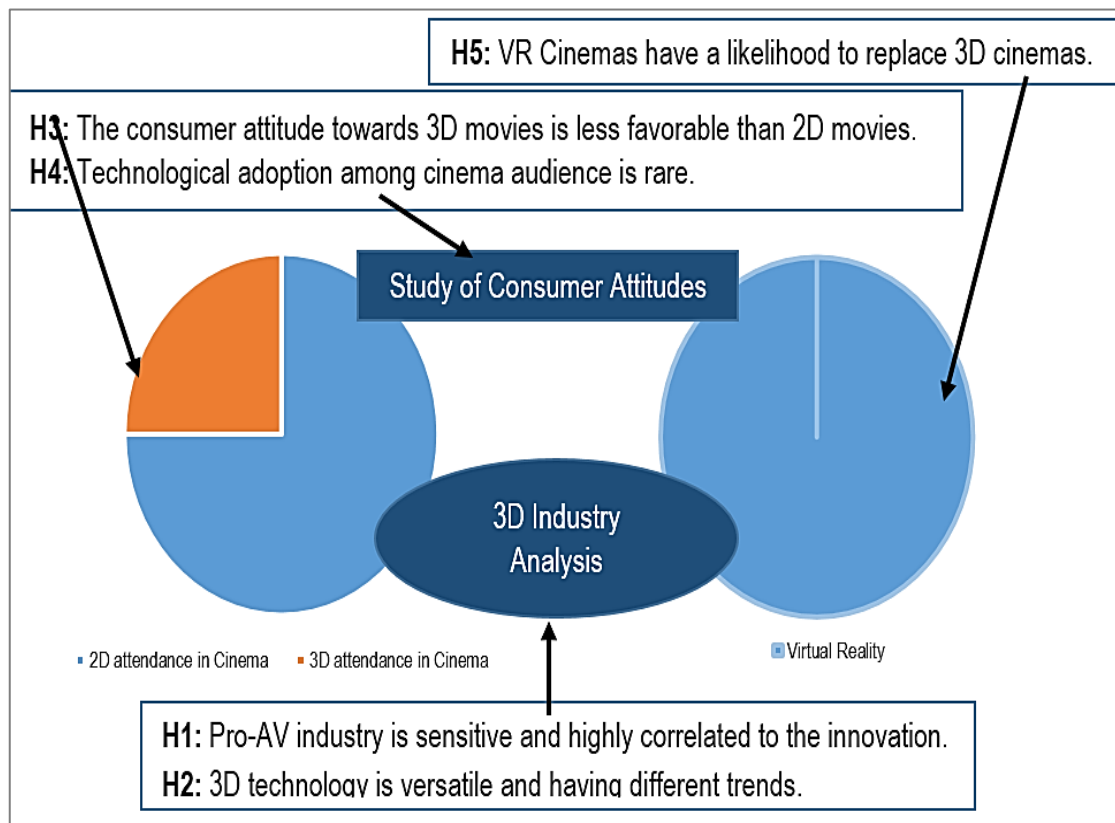 H5: VR Cinemas have a likelihood to replace 3D cinemas.
H3: The consumer attitude towards 3D movies is less favorable than 2D movies.
H4: Technological adoption among cinema audience is rare.
Study of Consumer Attitudes
3D Industry
Analysis
2D attendance in Cinema
3D attendance in Cinema
Virtual Reality
H1: Pro-AV industry is sensitive and highly correlated to the innovation.
H2: 3D technology is versatile and having different trends.